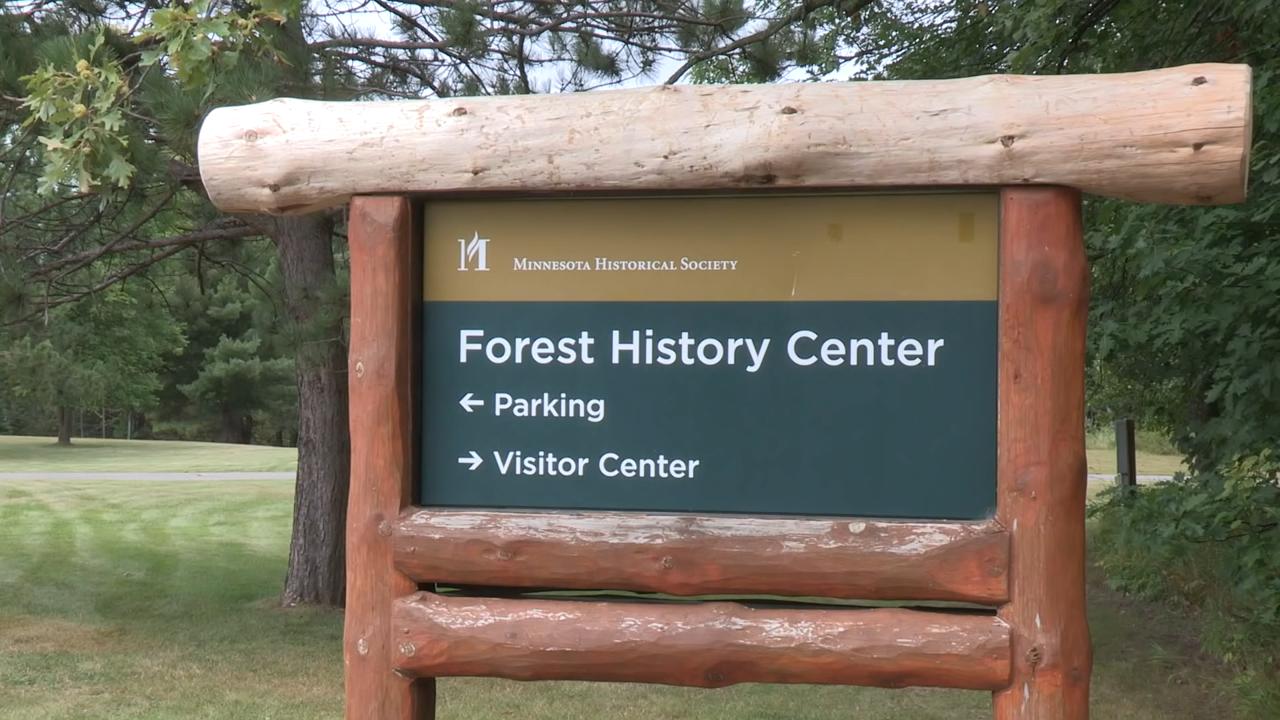 MINNESOTA HISTORICAL SOCIETY
Forest History Center
← Parking
→ Visitor Center